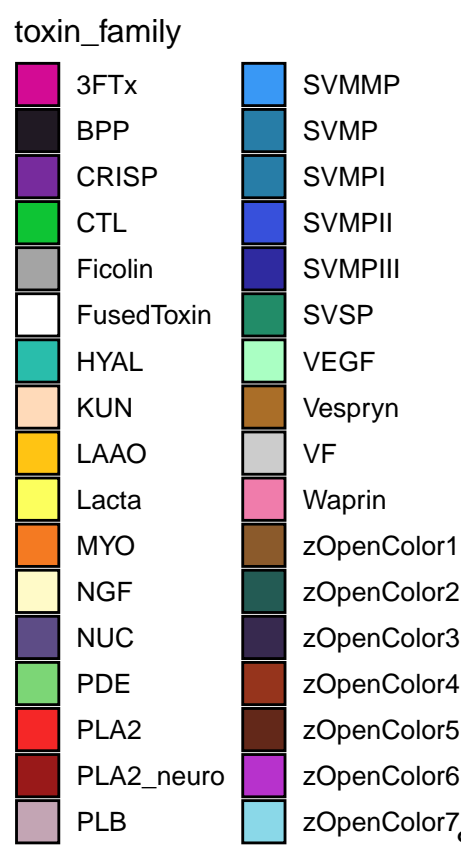 toxin_family
3FTx
BPP
CRISP
CTL
Ficolin
FusedToxin
HYAL
KUN
LAAO
Lacta
MYO
NGF
NUC
PDE
PLA2
PLA2_neuro
PLB
SVMMP
SVMP
SVMPI
SVMPII
SVMPIII
SVSP
VEGF
Vespryn
VF
Waprin
zOpenColor1
zOpenColor2
zOpenColor3
zOpenColor4
zOpenColor5
zOpenColor6
zOpenColor7